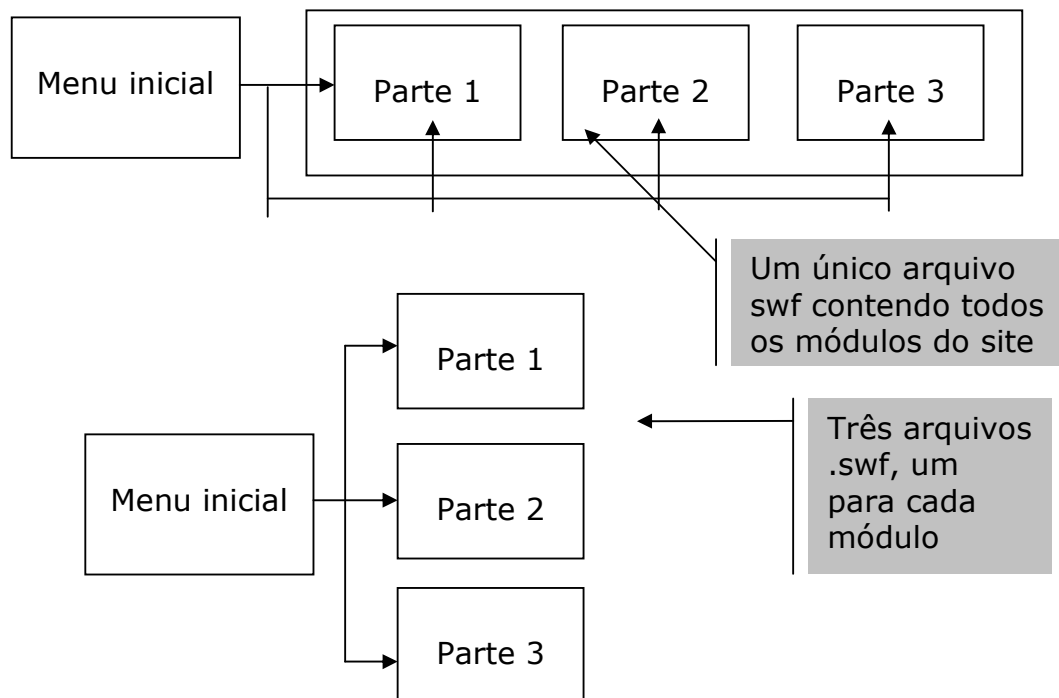 Menu inicial
Parte 1
Parte 2
Parte 3
Um único arquivo
swf contendo todos
os módulos do site
Parte 1
Menu inicial
Parte 2
Parte 3
Três arquivos
.swf, um
para cada
módulo